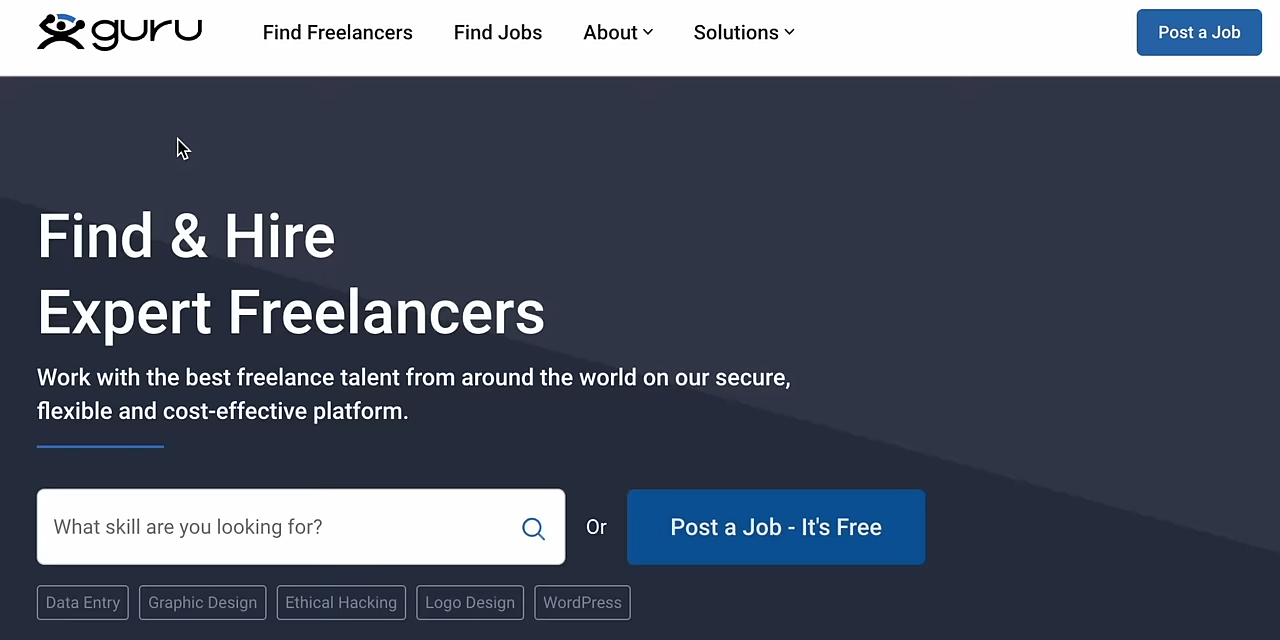 guru
Find Freelancers
Find Jobs
About
Solutions
Post a Job
Find & Hire
Expert Freelancers
Work with the best freelance talent from around the world on our secure,
flexible and cost-effective platform.
What skill are you looking for?
Or
Post a Job - It's Free
Data Entry
Graphic Design
Ethical Hacking
Logo Design
WordPress